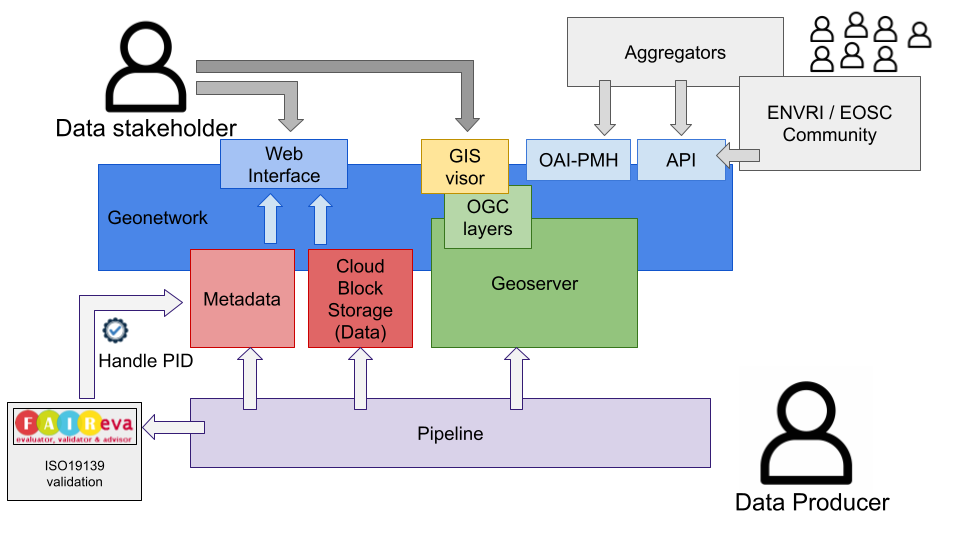 Data stakeholder
Aggregators
ENVRI / EOSC
Community
Web
Interface
GIS
visor
OAI-PMH
API
Geonetwork
OGC
layers
Metadata
Cloud
Block
Storage
(Data)
Geoserver
Handle PID
FAIReva
evaluator, validator & advisor
ISO19139
validation
Pipeline
Data Producer